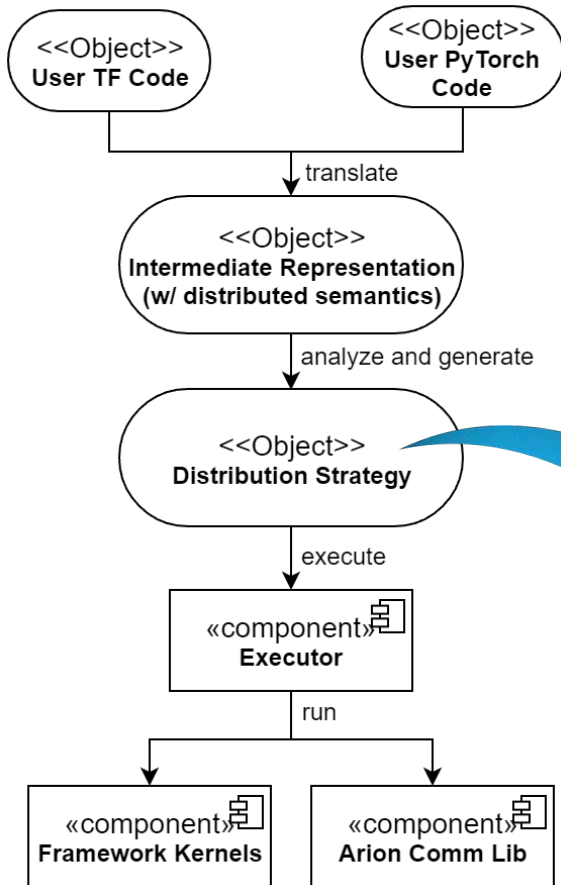 <<Object>>
User TF Code
<<Object>>
User PyTorch
Code
translate
<<Object>>
Intermediate Representation
(w/ distributed semantics)
analyze and generate
<<Object>>
Distribution Strategy
execute
«component»
Executor
run
«component»
Framework Kernels
«component»
Arion Comm Lib